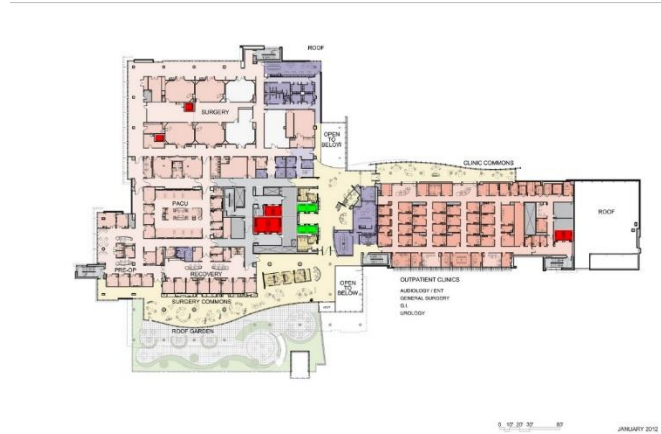 ROOF
SURGERY
OPEN
TO
BELOW
CLINIC COMMONS
PACU
ROOF
PRE-OP
RECOVERY
OPEN
TO
BELOW
OUTPATIENT CLINICS
AUDIOLOGY / ENT
GENERAL SURGERY
G.I.
UROLOGY
SURGERY COMMONS
ROOF GARDEN
0 10' 20' 30' 60'
JANUARY 2012